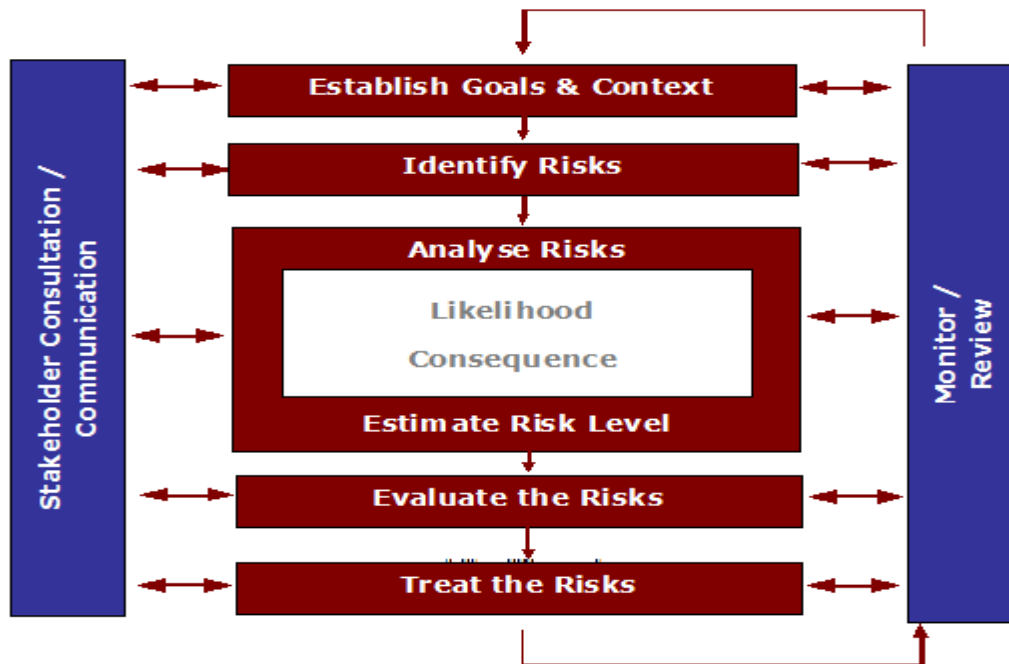 Establish Goals & Context
Identify Risks
Analyse Risks
Likelihood
Consequence
Estimate Risk Level
Evaluate the Risks
Treat the Risks
Stakeholder Consultation /
Communication
Monitor /
Review